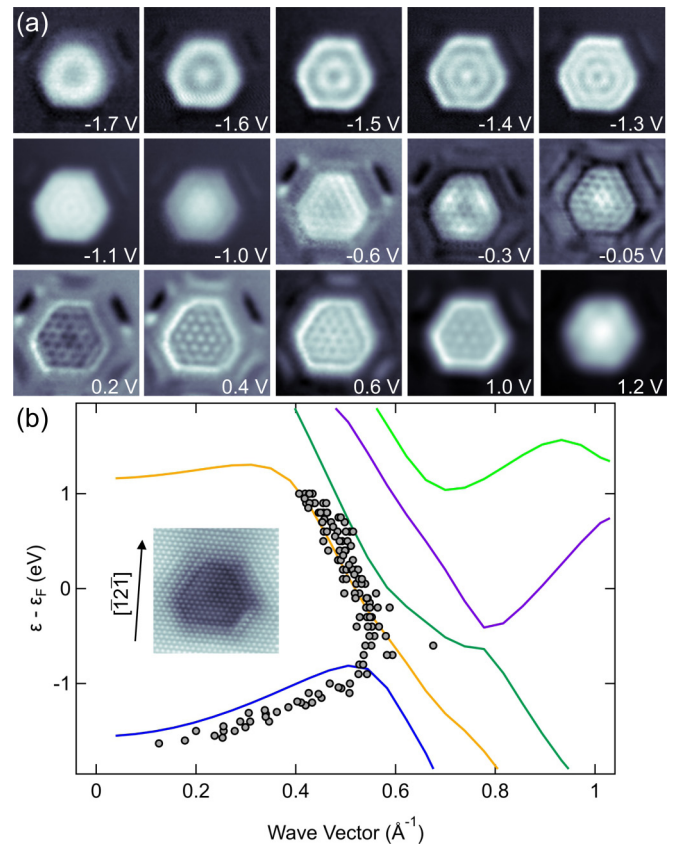 (a)
-1.7 V -1.6 V -1.5 V -1.4 V -1.3 V
-1.1 V -1.0 V -0.6 V -0.3 V -0.05 V
0.2 V 0.4 V 0.6 V 1.0 V 1.2 V
(b)
1
0
-1
ε - εF (eV)
[1̅21̅]
0 0.2 0.4 0.6 0.8 1
Wave Vector (Å⁻¹)